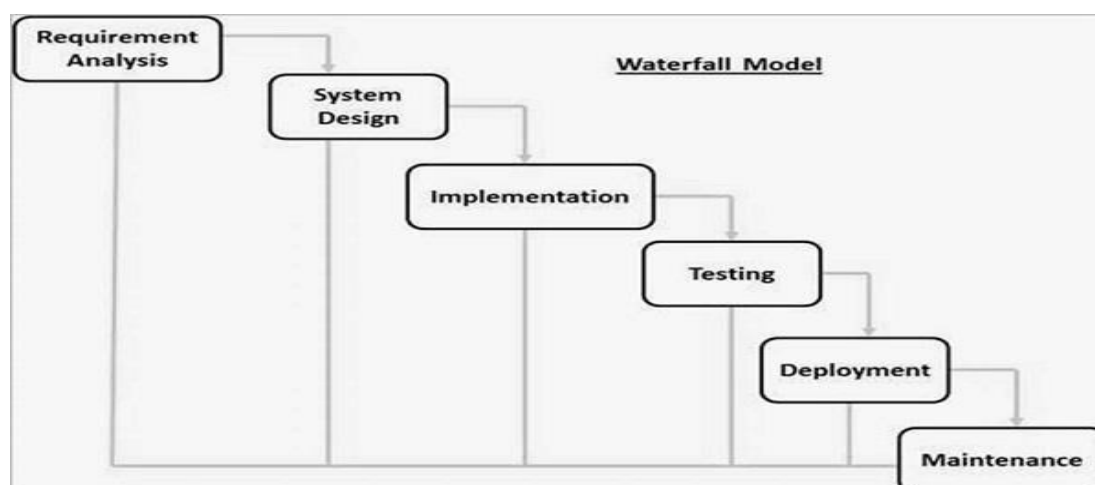 Requirement
Analysis
Waterfall Model
System
Design
Implementation
Testing
Deployment
Maintenance